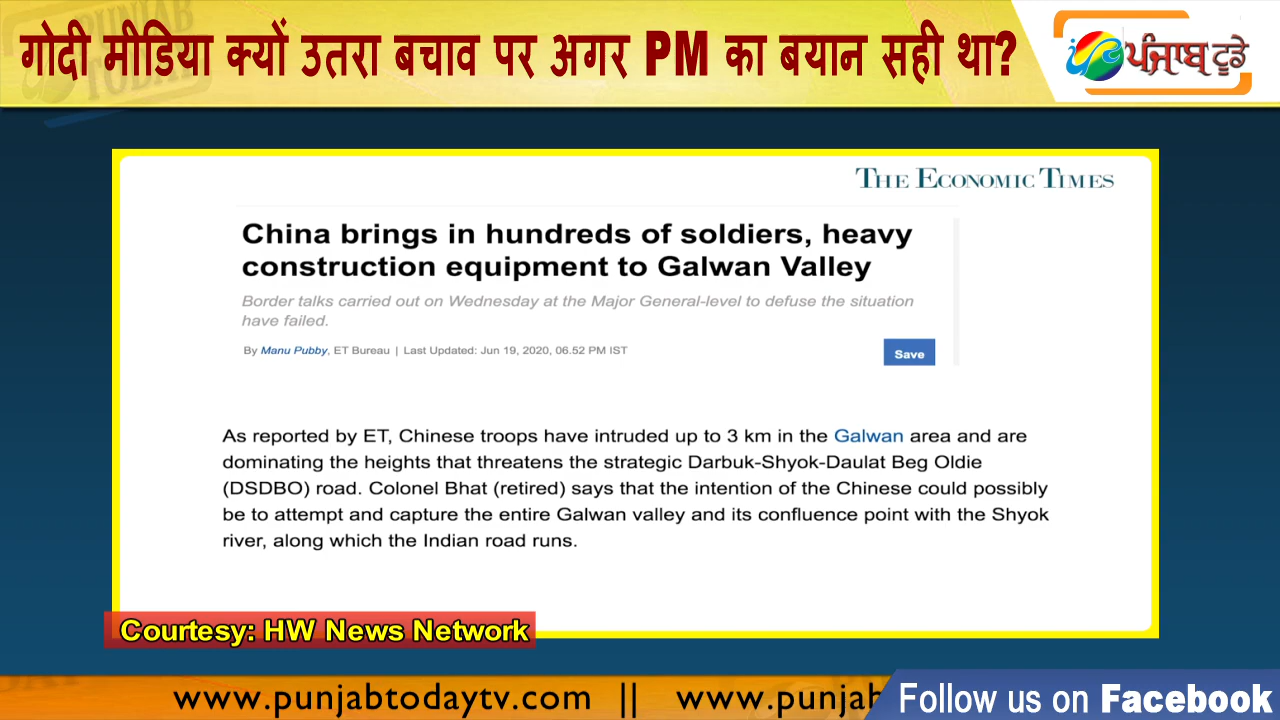 गोदी मीडिया क्यों उतरा बचाव पर अगर PM का बयान सही था?
ਪੰਜਾਬ ਟੂਡੇ
THE ECONOMIC TIMES
China brings in hundreds of soldiers, heavy
construction equipment to Galwan Valley
Border talks carried out on Wednesday at the Major General-level to defuse the situation
have failed.
By Manu Pubby, ET Bureau | Last Updated: Jun 19, 2020, 06.52 PM IST
Save
As reported by ET, Chinese troops have intruded up to 3 km in the Galwan area and are
dominating the heights that threatens the strategic Darbuk-Shyok-Daulat Beg Oldie
(DSDBO) road. Colonel Bhat (retired) says that the intention of the Chinese could possibly
be to attempt and capture the entire Galwan valley and its confluence point with the Shyok
river, along which the Indian road runs.
Courtesy: HW News Network
www.punjabtodaytv.com || www.punjab
Follow us on Facebook